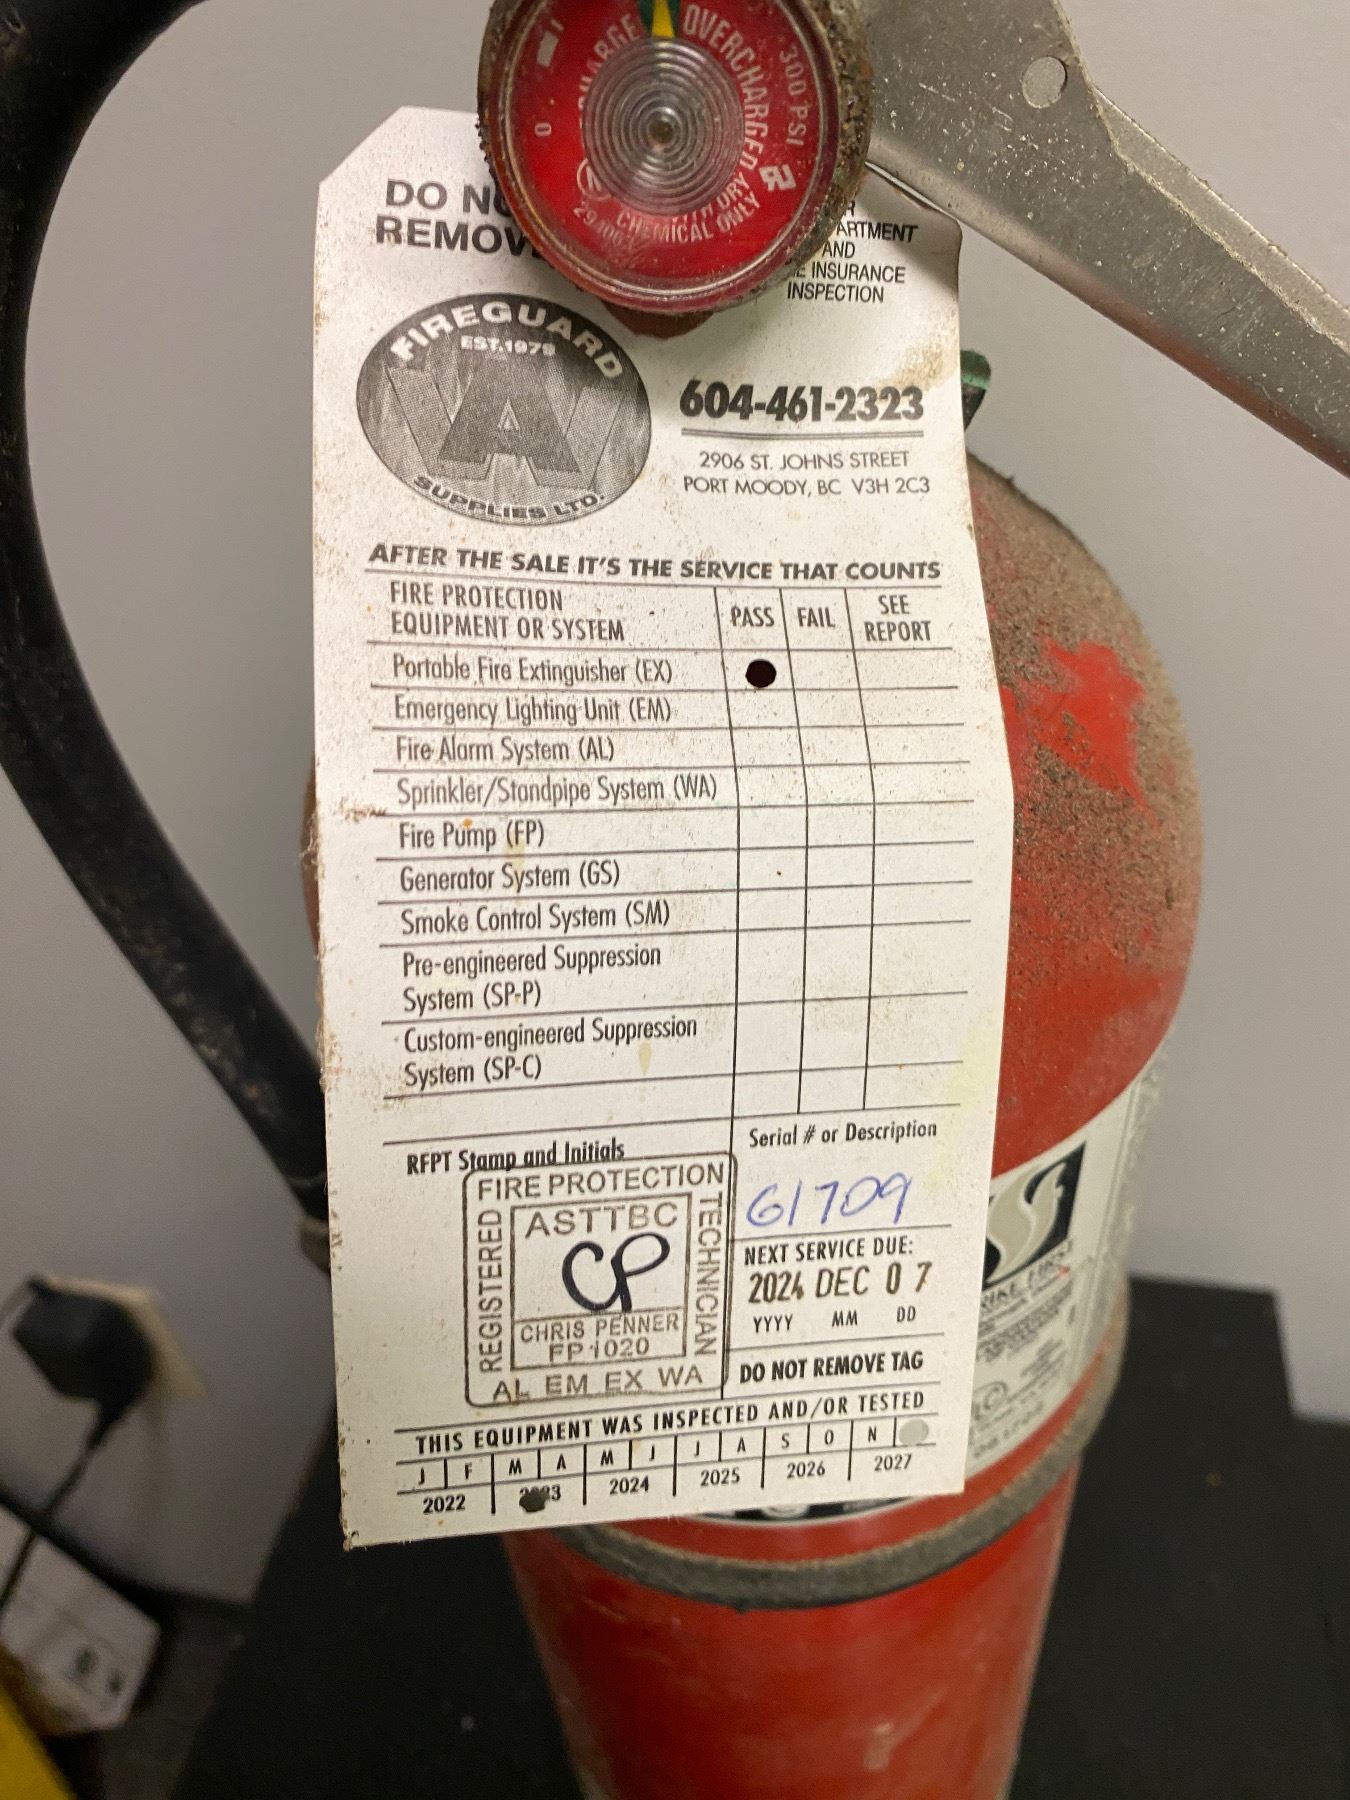 OVERCHARGED
300 PSI
0
CHEMICAL ONLY
DO
ARTMENT
AND
INSURANCE
INSPECTION
FIREGUARD
EST.1978
SUPPLIES LTD.
604-461-2323
2906 ST. JOHNS STREET
PORT MOODY, BC V3H 2C3
AFTER THE SALE IT'S THE SERVICE THAT COUNTS
FIRE PROTECTION
EQUIPMENT OR SYSTEM
PASS FAIL SEE
REPORT
Portable Fire Extinguisher (EX)
Emergency Lighting Unit (EM)
Fire Alarm System (AL)
Sprinkler/Standpipe System (WA)
Fire Pump (FP)
Generator System (GS)
Smoke Control System (SM)
Pre-engineered Suppression
System (SP-P)
Custom-engineered Suppression
System (SP-C)
Serial # or Description
61709
RFPT Stamp and Initials
REGISTERED
FIRE PROTECTION
TECHNICIAN
ASTTBC
CP
CHRIS PENNER
FP 1020
AL EM EX WA
NEXT SERVICE DUE:
2024 DEC 07
YYYY MM DD
DO NOT REMOVE TAG
THIS EQUIPMENT WAS INSPECTED AND/OR TESTED
J F M A M J J A S O N
2022 2024 2025 2026 2027